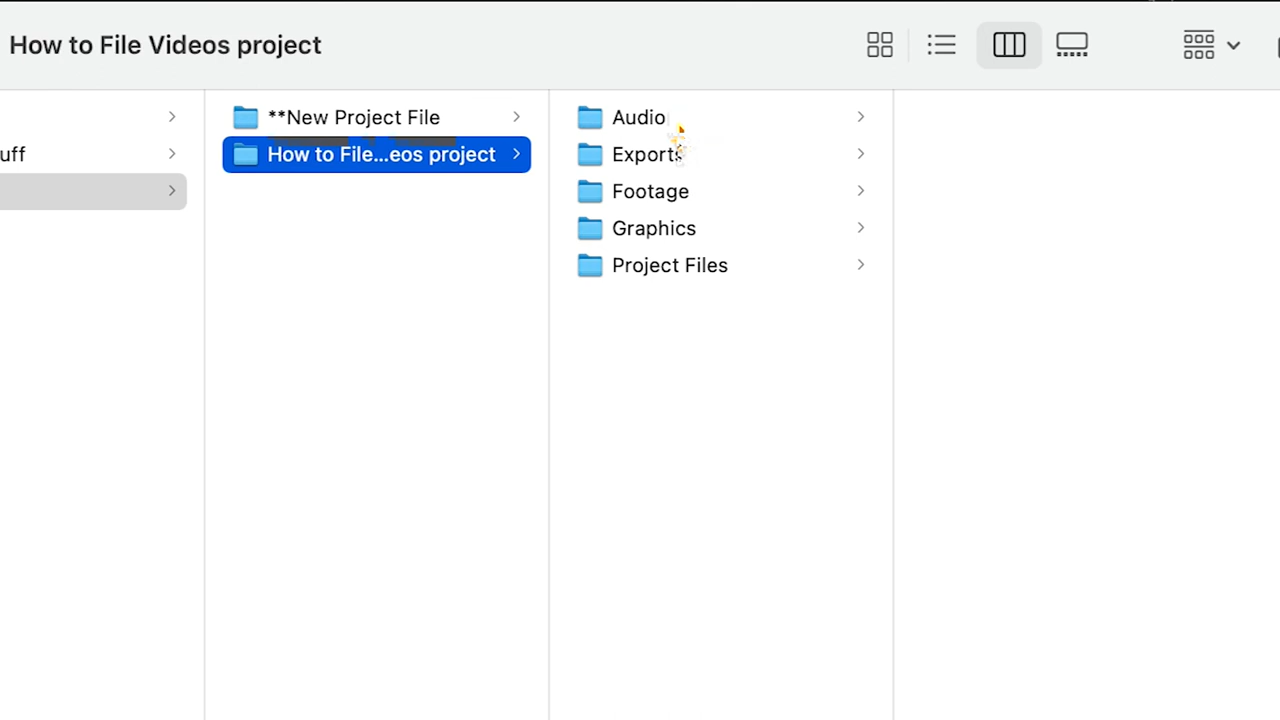 How to File Videos project
uff
**New Project File
How to File...eos project
Audio
Exports
Footage
Graphics
Project Files